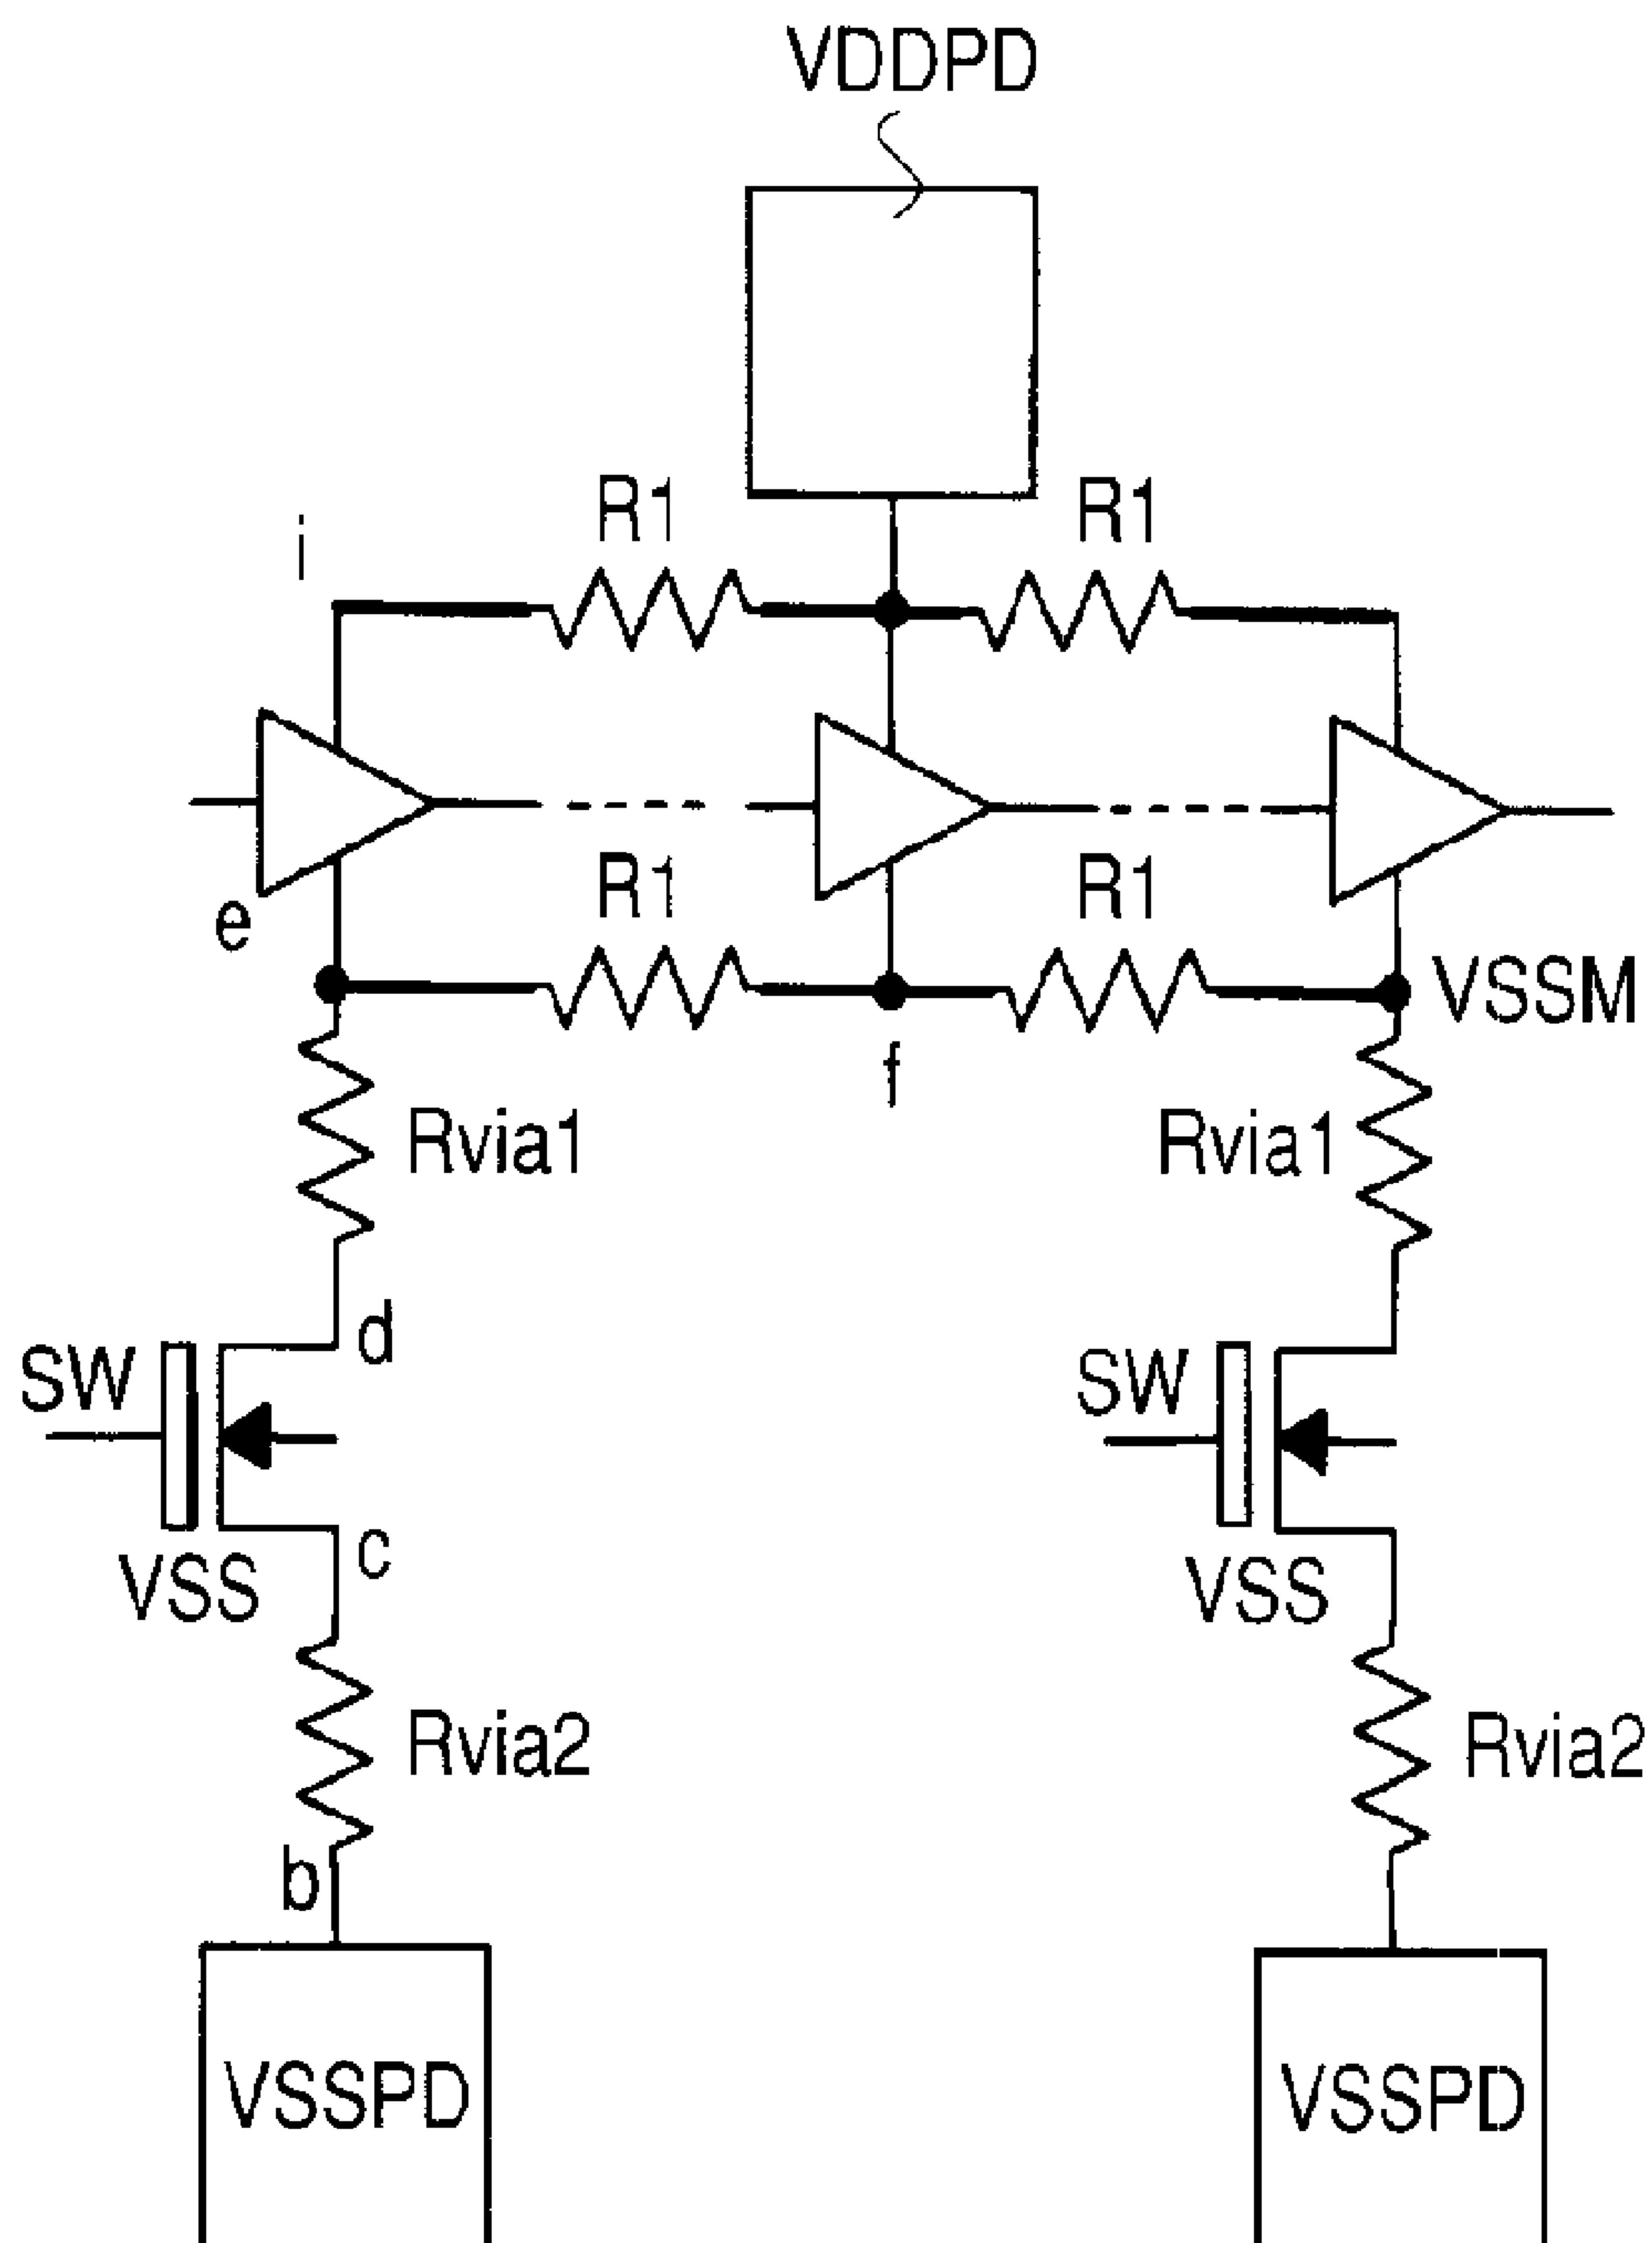 VDDPD
R1 R1
i
R1 R1
e
VSSM
f
Rvia1 Rvia1
d
SW SW
c
VSS VSS
Rvia2 Rvia2
b
VSSPD VSSPD